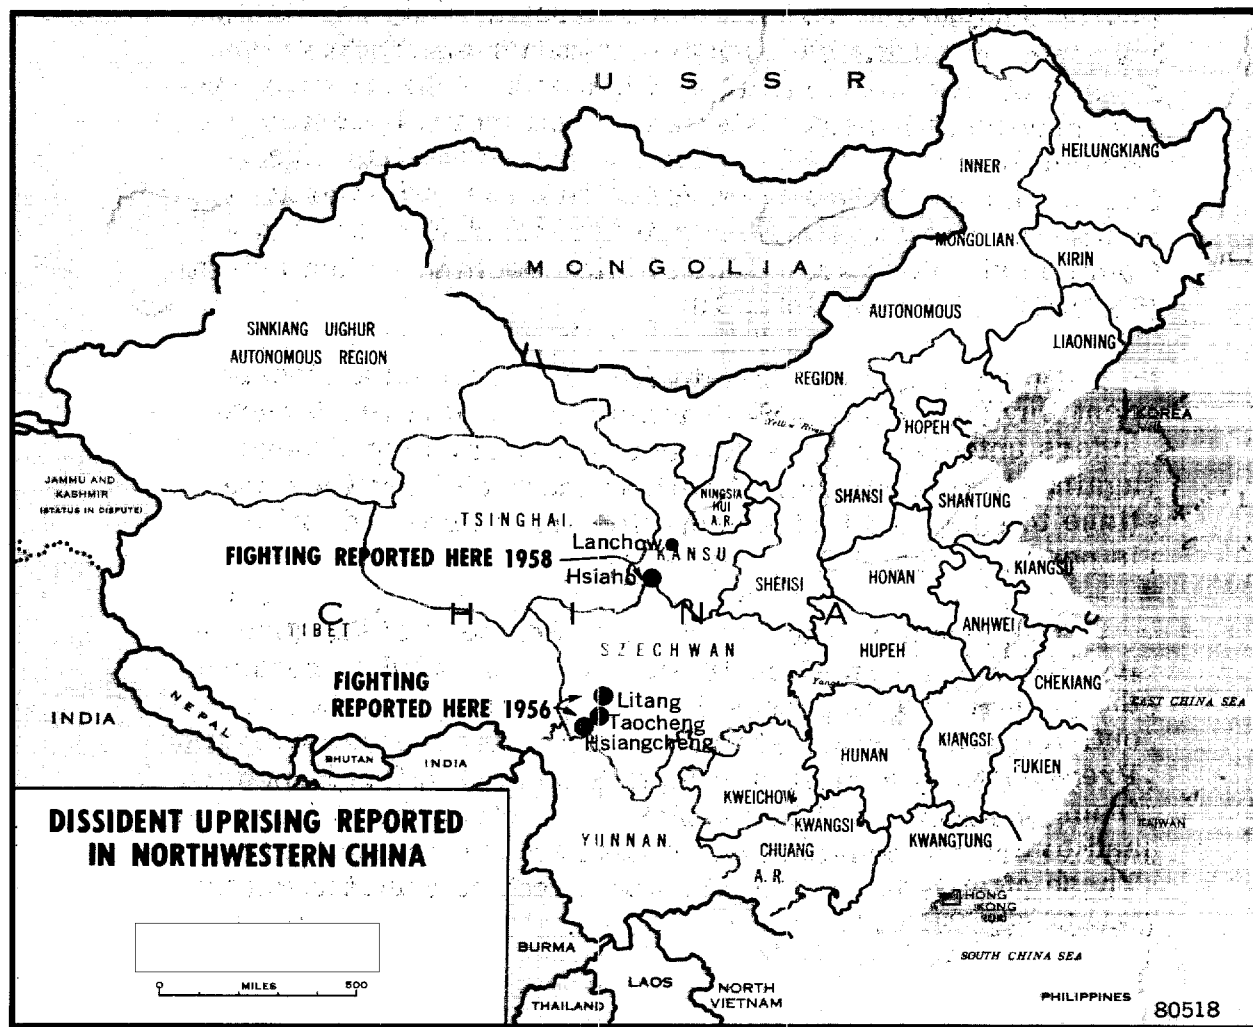 U S S R
HEILUNGKIANG
INNER
MONGOLIAN
KIRIN
MONGOLIA
AUTONOMOUS
SINKIANG UIGHUR
AUTONOMOUS REGION
LIAONING
REGION
KOREA
HOPEH
Yellow River
JAMMU AND
KASHMIR
(STATUS IN DISPUTE)
NINGSIA
HUI
A.R.
SHANSI
SHANTUNG
TSINGHAI
Lanchow
KANSU
FIGHTING REPORTED HERE 1958
Hsiaho
SHENSI
HONAN
KIANGSU
C H I N A
TIBET
ANHWEI
SZECHWAN
HUPEH
CHEKIANG
FIGHTING
REPORTED HERE 1956
Litang
Taocheng
Hsiangcheng
EAST CHINA SEA
INDIA
NEPAL
BHUTAN
INDIA
HUNAN
KIANGSI
FUKIEN
KWEICHOW
KWANGSI
CHUANG
A.R.
YUNNAN
KWANGTUNG
TAIWAN
DISSIDENT UPRISING REPORTED
IN NORTHWESTERN CHINA
0 MILES 500
HONG
KONG
BURMA
LAOS
THAILAND
NORTH
VIETNAM
SOUTH CHINA SEA
PHILIPPINES
80518